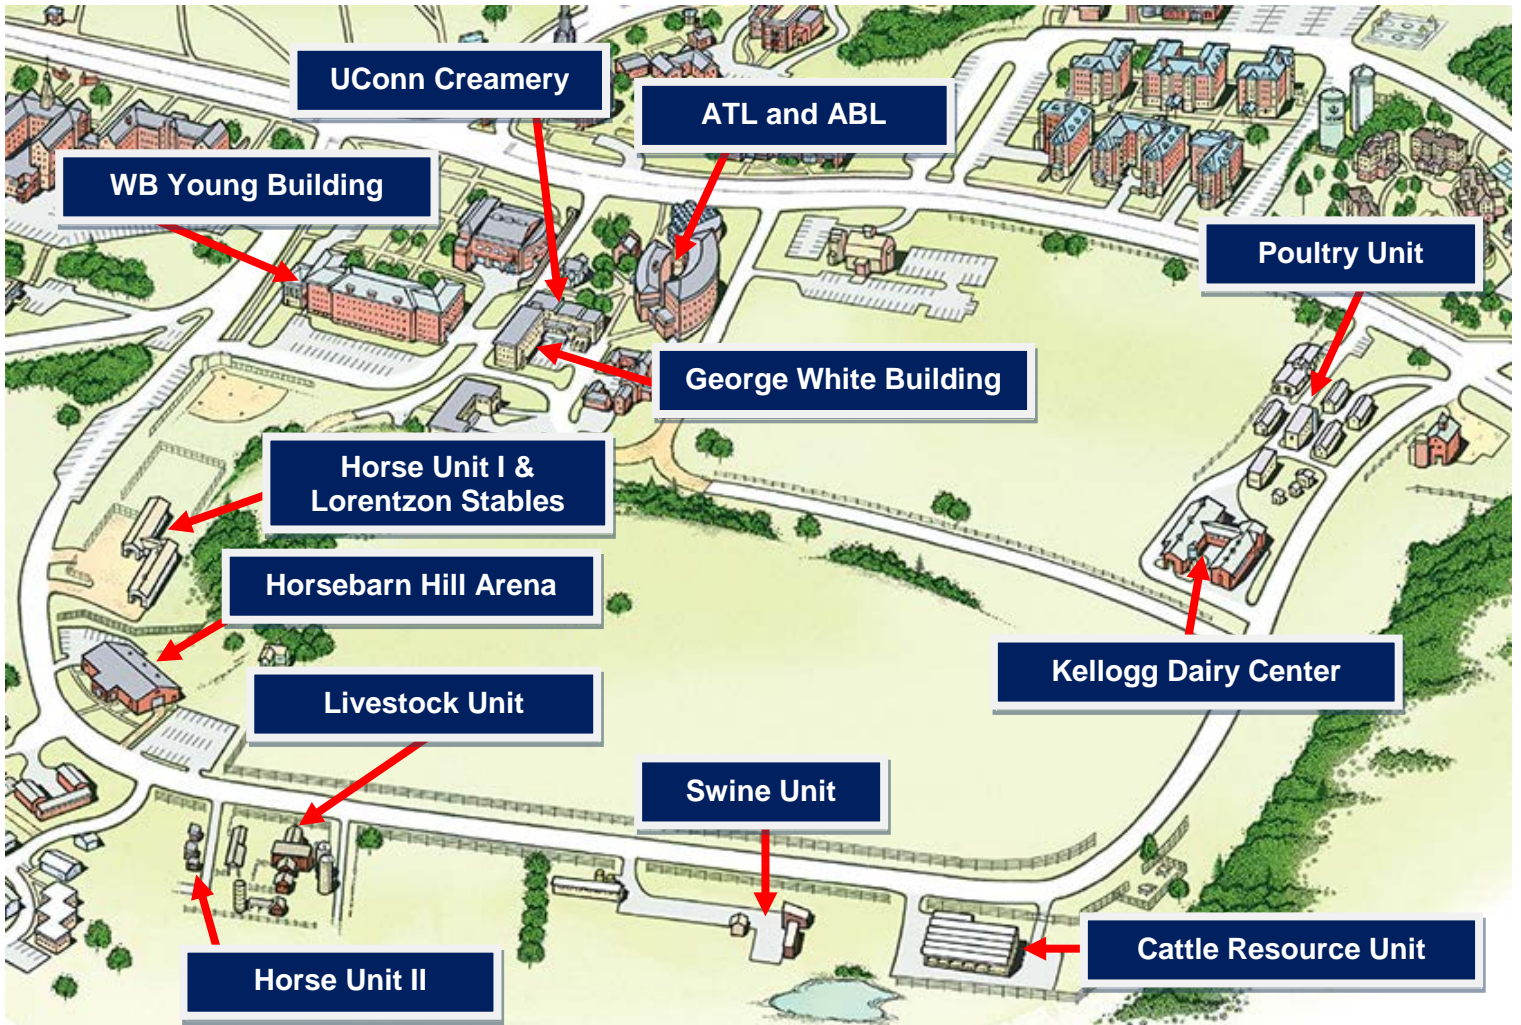 UConn Creamery
ATL and ABL
WB Young Building
Poultry Unit
George White Building
Horse Unit I &
Lorentzon Stables
Horsebarn Hill Arena
Kellogg Dairy Center
Livestock Unit
Swine Unit
Cattle Resource Unit
Horse Unit II